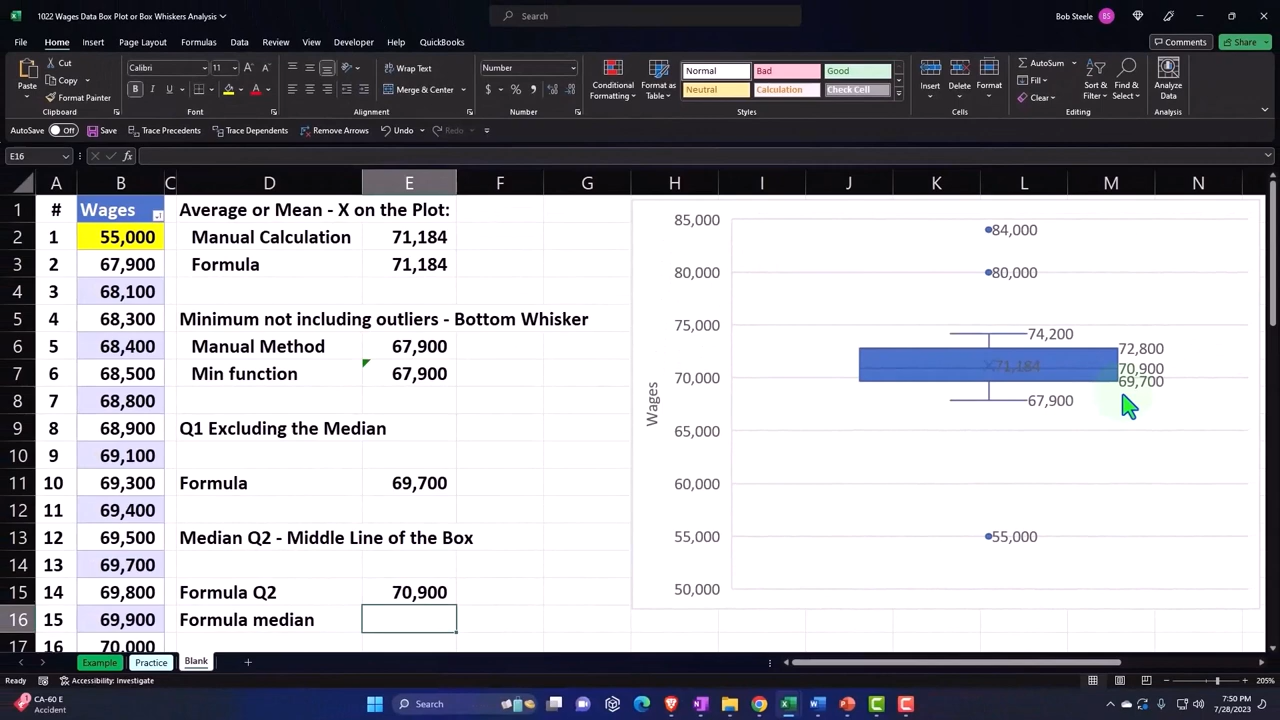 1022 Wages Data Box Plot or Box Whiskers Analysis
Search
Bob Steele
BS
File Home Insert Page Layout Formulas Data Review View Developer Automate Help QuickBooks
Comments
Share
Paste
Cut
Copy
Format Painter
Clipboard
Calibri
11
Font
Wrap Text
Merge & Center
Alignment
Number
Number
Conditional Formatting
Format as Table
Normal
Bad
Good
Neutral
Calculation
Check Cell
Styles
Insert
Delete
Format
Cells
AutoSum
Fill
Clear
Sort & Filter
Find & Select
Editing
Analyze Data
Analysis
AutoSave Off Save Trace Precedents Trace Dependents Remove Arrows Undo Redo
E16
fx
A B C D E F G H I J K L M N
1 # Wages Average or Mean - X on the Plot:
2 1 55,000 Manual Calculation 71,184
3 2 67,900 Formula 71,184
4 3 68,100
5 4 68,300 Minimum not including outliers - Bottom Whisker
6 5 68,400 Manual Method 67,900
7 6 68,500 Min function 67,900
8 7 68,800
9 8 68,900 Q1 Excluding the Median
10 9 69,100
11 10 69,300 Formula 69,700
12 11 69,400
13 12 69,500 Median Q2 - Middle Line of the Box
14 13 69,700
15 14 69,800 Formula Q2 70,900
16 15 69,900 Formula median
17 16 70,000
85,000
80,000
75,000
70,000
65,000
60,000
55,000
50,000
Wages
84,000
80,000
74,200
72,800
71,184
70,900
69,700
67,900
55,000
Example Practice Blank
Ready
Accessibility: Investigate
205%
CA-60 E
Accident
Search
7:50 PM
7/28/2023